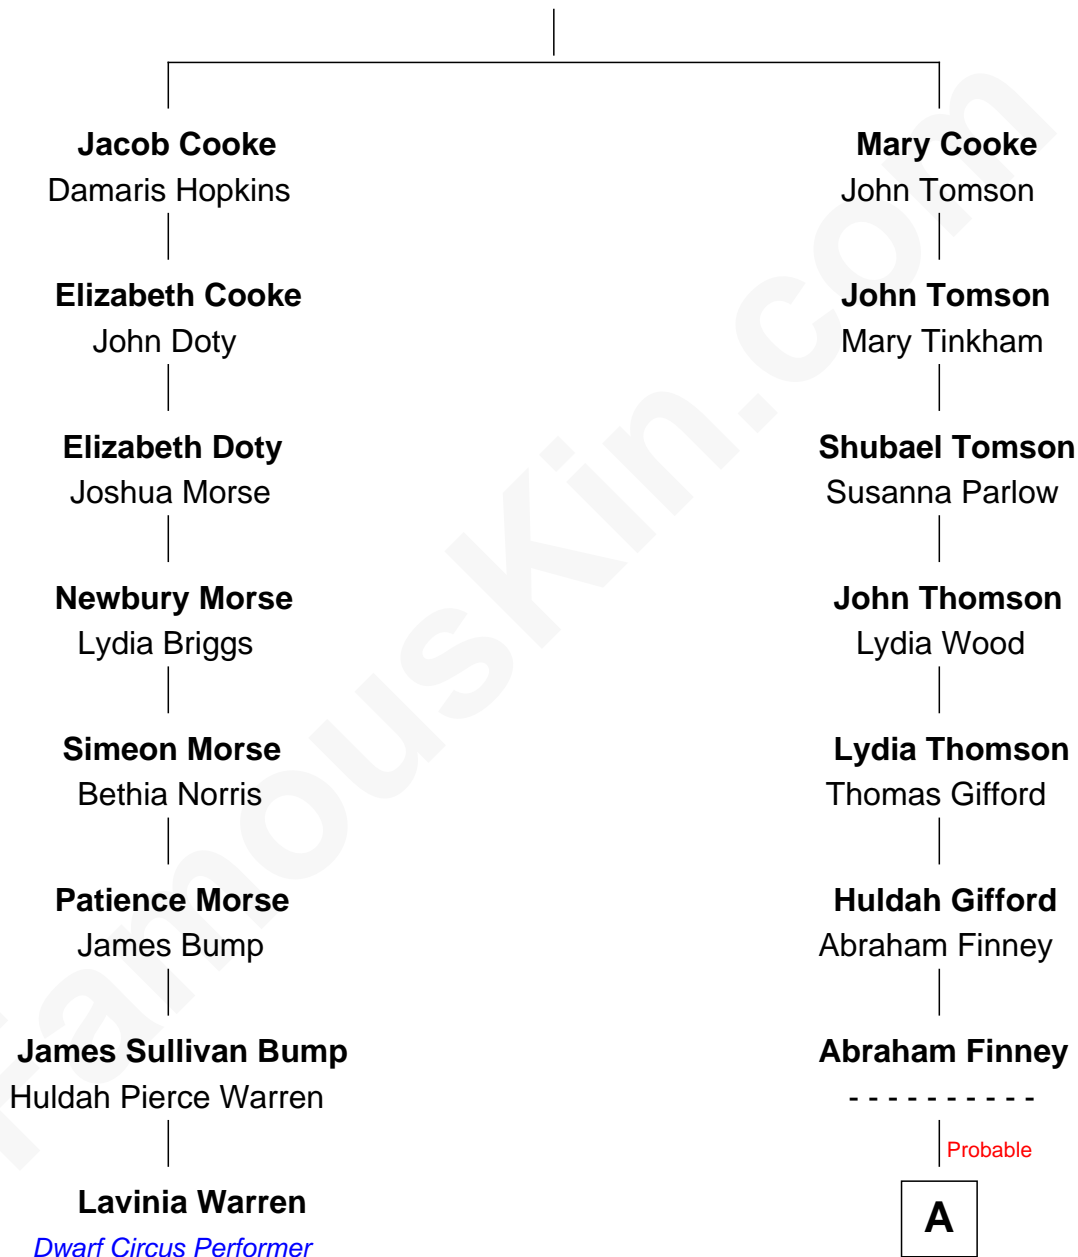 Jacob Cooke
Damaris Hopkins
Elizabeth Cooke
John Doty
Elizabeth Doty
Joshua Morse
Newbury Morse
Lydia Briggs
Simeon Morse
Bethia Norris
Patience Morse
James Bump
James Sullivan Bump
Huldah Pierce Warren
Lavinia Warren
Dwarf Circus Performer
Mary Cooke
John Tomson
John Tomson
Mary Tinkham
Shubael Tomson
Susanna Parlow
John Thomson
Lydia Wood
Lydia Thomson
Thomas Gifford
Huldah Gifford
Abraham Finney
Abraham Finney
- - - - - - - - - -
Probable
A
FamousKin.com